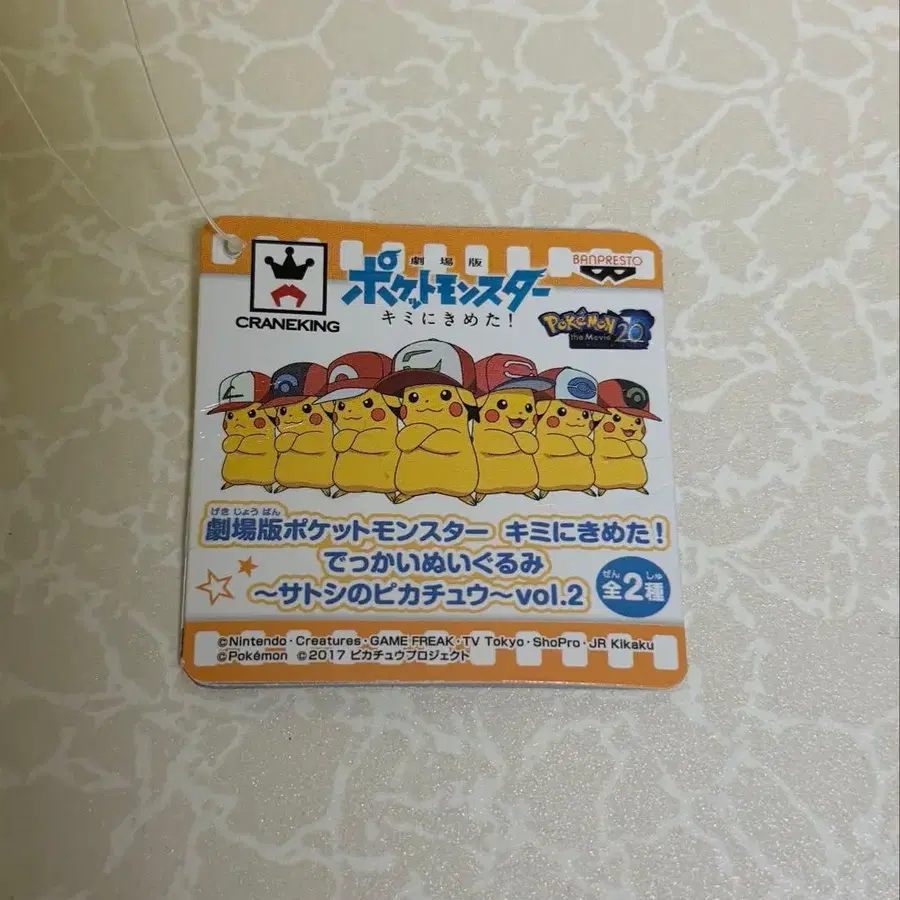 劇場版
BANPRESTO
ポケットモンスター
キミにきめた!
CRANEKING
Pokémon
the Movie 20
げきじょうばん
劇場版ポケットモンスター キミにきめた!
でっかいぬいぐるみ
~サトシのピカチュウ~vol.2
ぜん しゅ
全2種
©Nintendo・Creatures・GAME FREAK・TV Tokyo・ShoPro・JR Kikaku
©Pokémon ©2017 ピカチュウプロジェクト